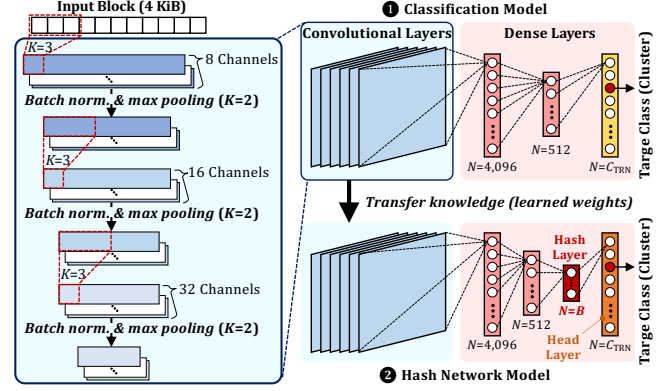 Input Block (4 KiB)
K=3
8 Channels
Batch norm. & max pooling (K=2)
K=3
16 Channels
Batch norm. & max pooling (K=2)
K=3
32 Channels
Batch norm. & max pooling (K=2)
❶ Classification Model
Convolutional Layers
Dense Layers
N=4,096
N=512
N=CTRN
Targe Class (Cluster)
Transfer knowledge (learned weights)
Hash
Layer
N=4,096
N=512
N=B
Head
Layer
N=CTRN
Targe Class (Cluster)
❷ Hash Network Model